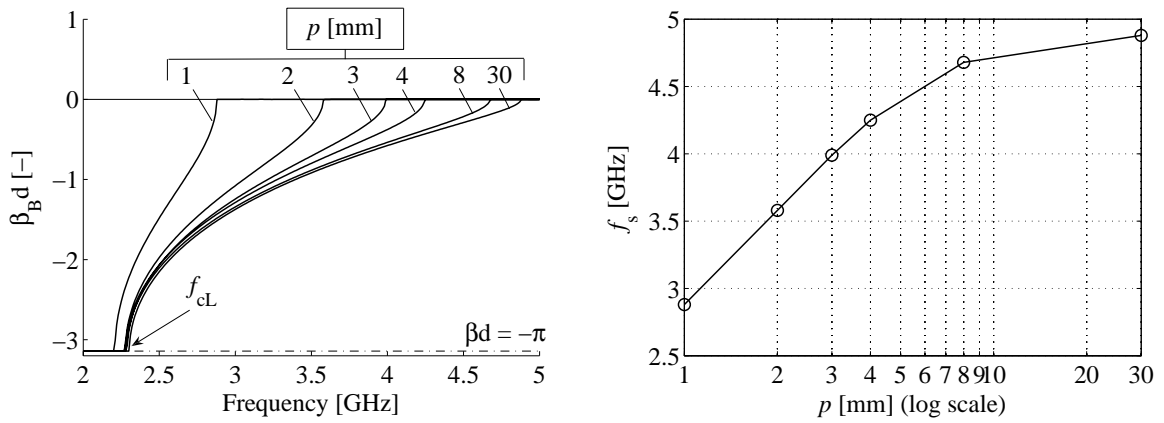 p [mm]
1 2 3 4 8 30
1
0
−1
−2
−3
β_B d [−]
f_cL
βd = −π
2 2.5 3 3.5 4 4.5 5
Frequency [GHz]
5
4.5
4
3.5
3
2.5
f_s [GHz]
1 2 3 4 5 6 7 8 9 10 20 30
p [mm] (log scale)